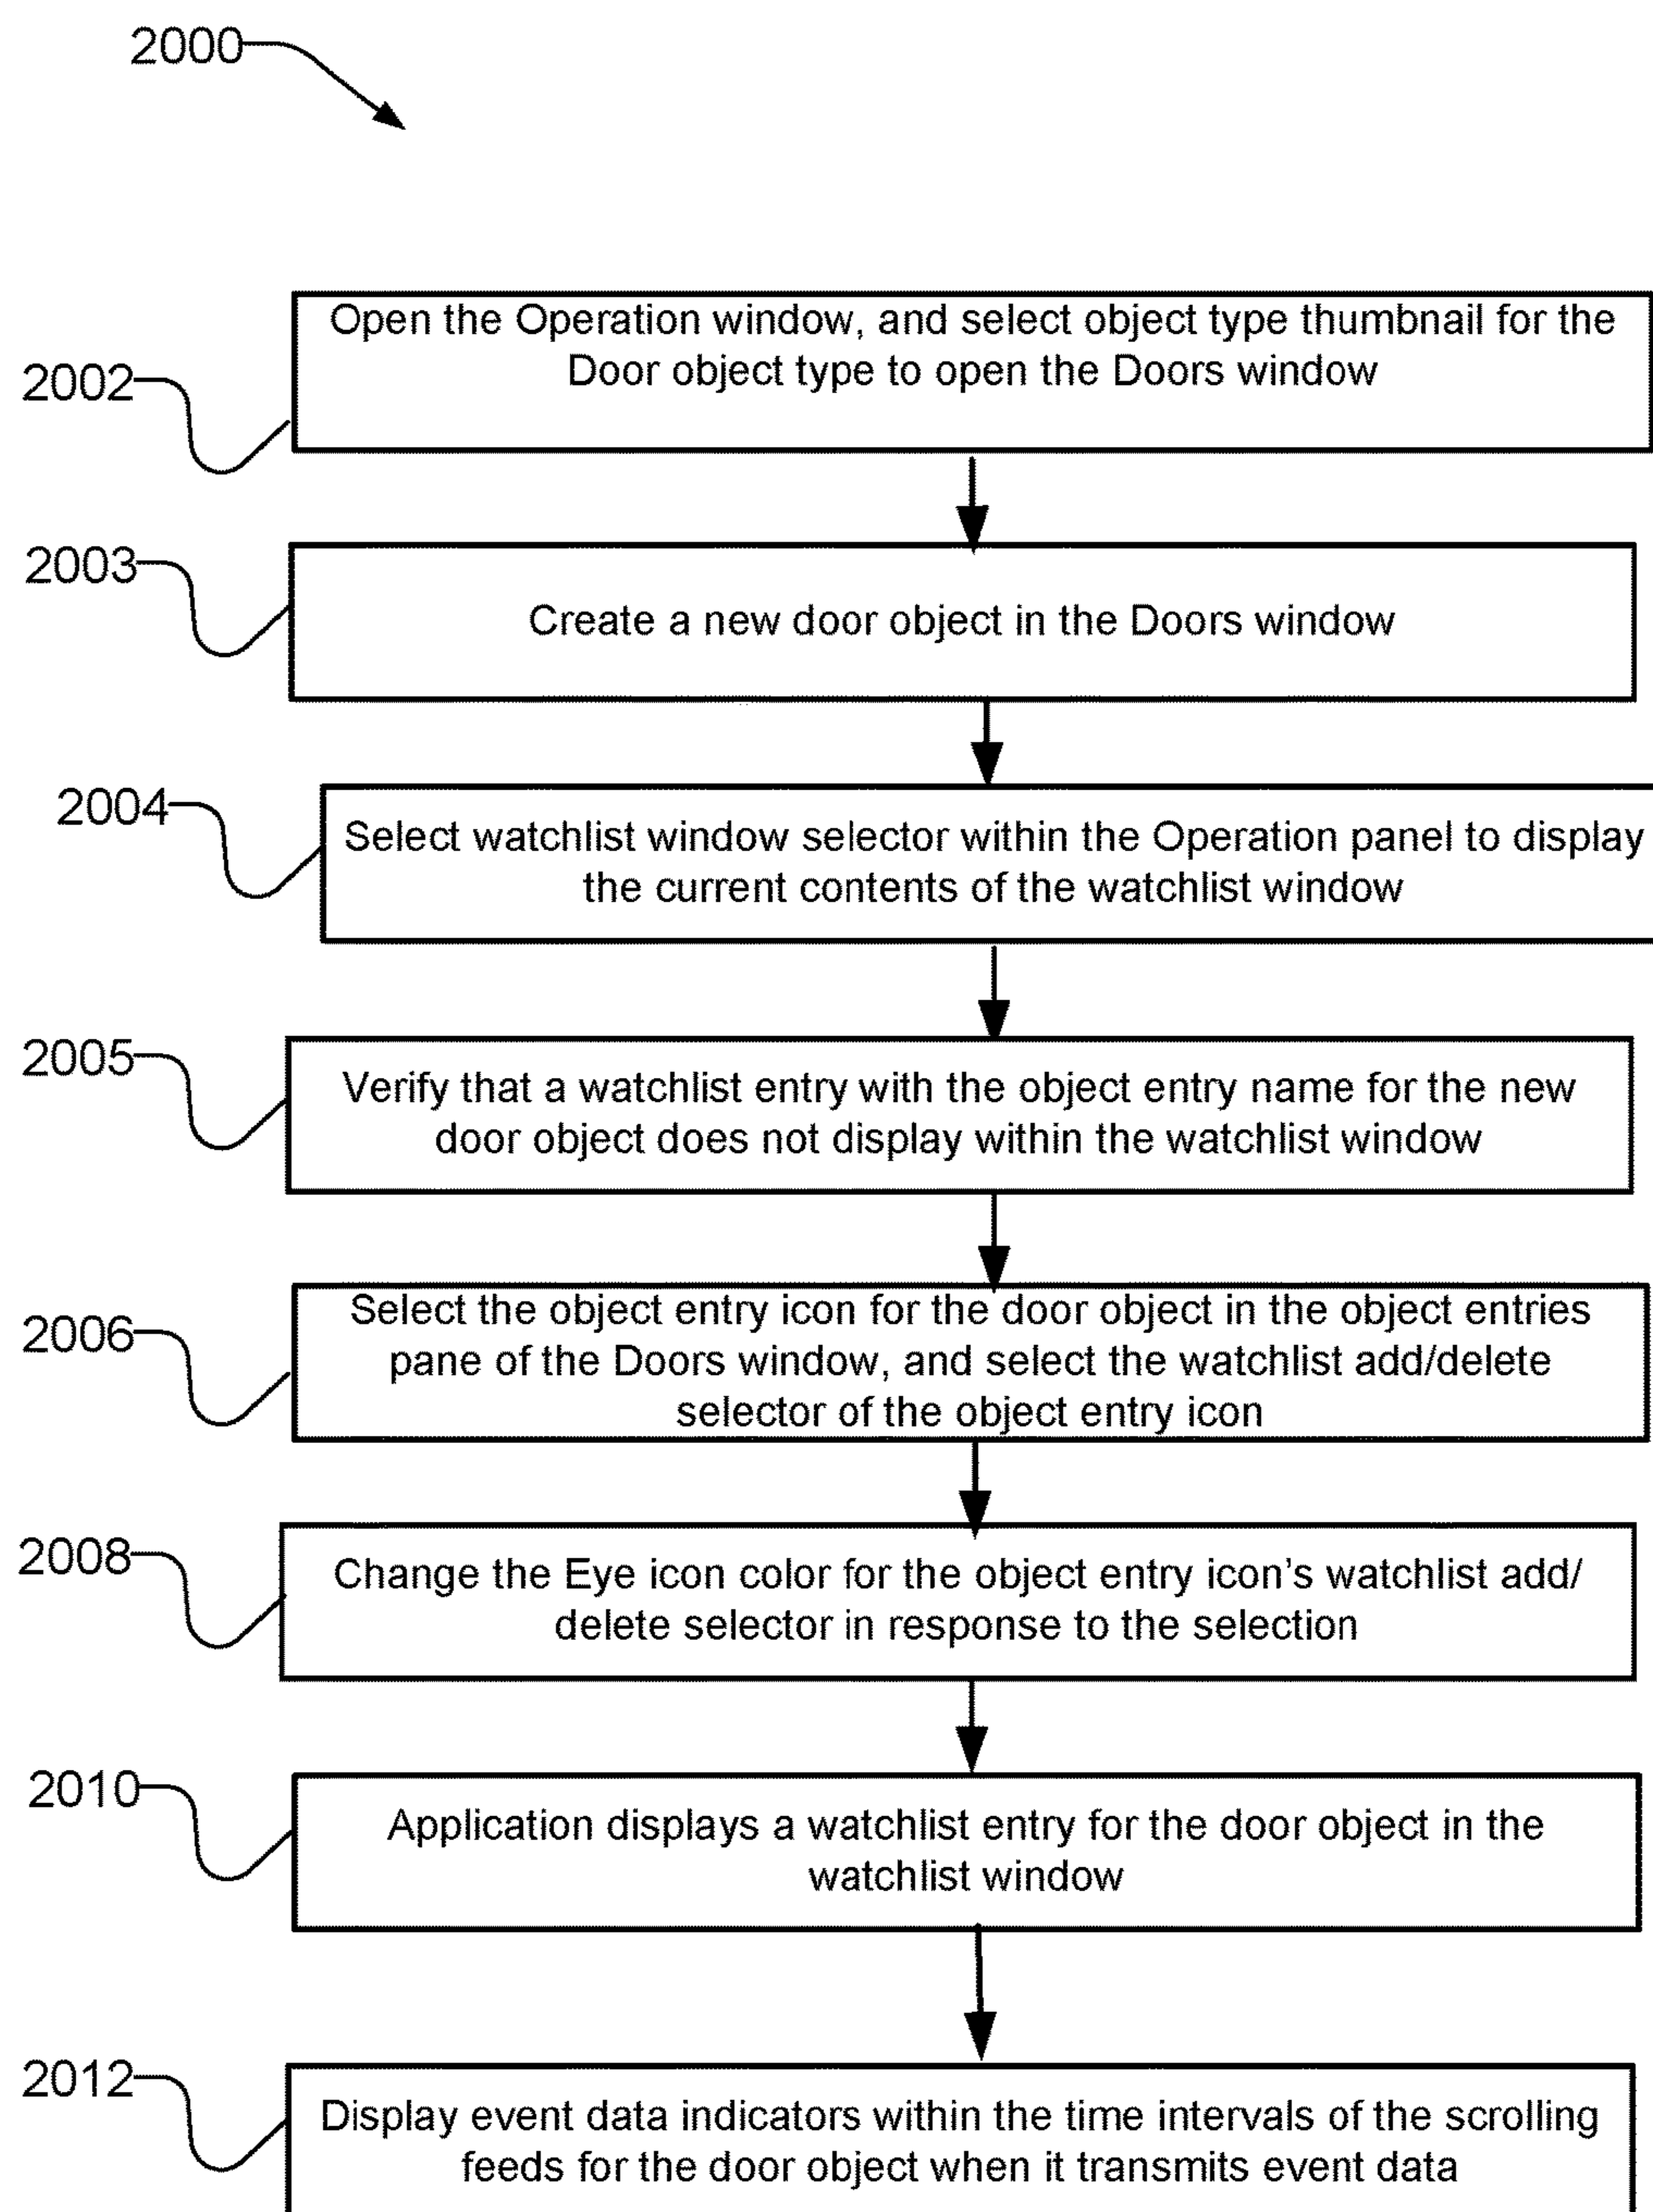 2000
Open the Operation window, and select object type thumbnail for the
Door object type to open the Doors window
2002
2003
Create a new door object in the Doors window
2004
Select watchlist window selector within the Operation panel to display
the current contents of the watchlist window
2005
Verify that a watchlist entry with the object entry name for the new
door object does not display within the watchlist window
2006
Select the object entry icon for the door object in the object entries
pane of the Doors window, and select the watchlist add/delete
selector of the object entry icon
2008
Change the Eye icon color for the object entry icon's watchlist add/
delete selector in response to the selection
2010
Application displays a watchlist entry for the door object in the
watchlist window
2012
Display event data indicators within the time intervals of the scrolling
feeds for the door object when it transmits event data